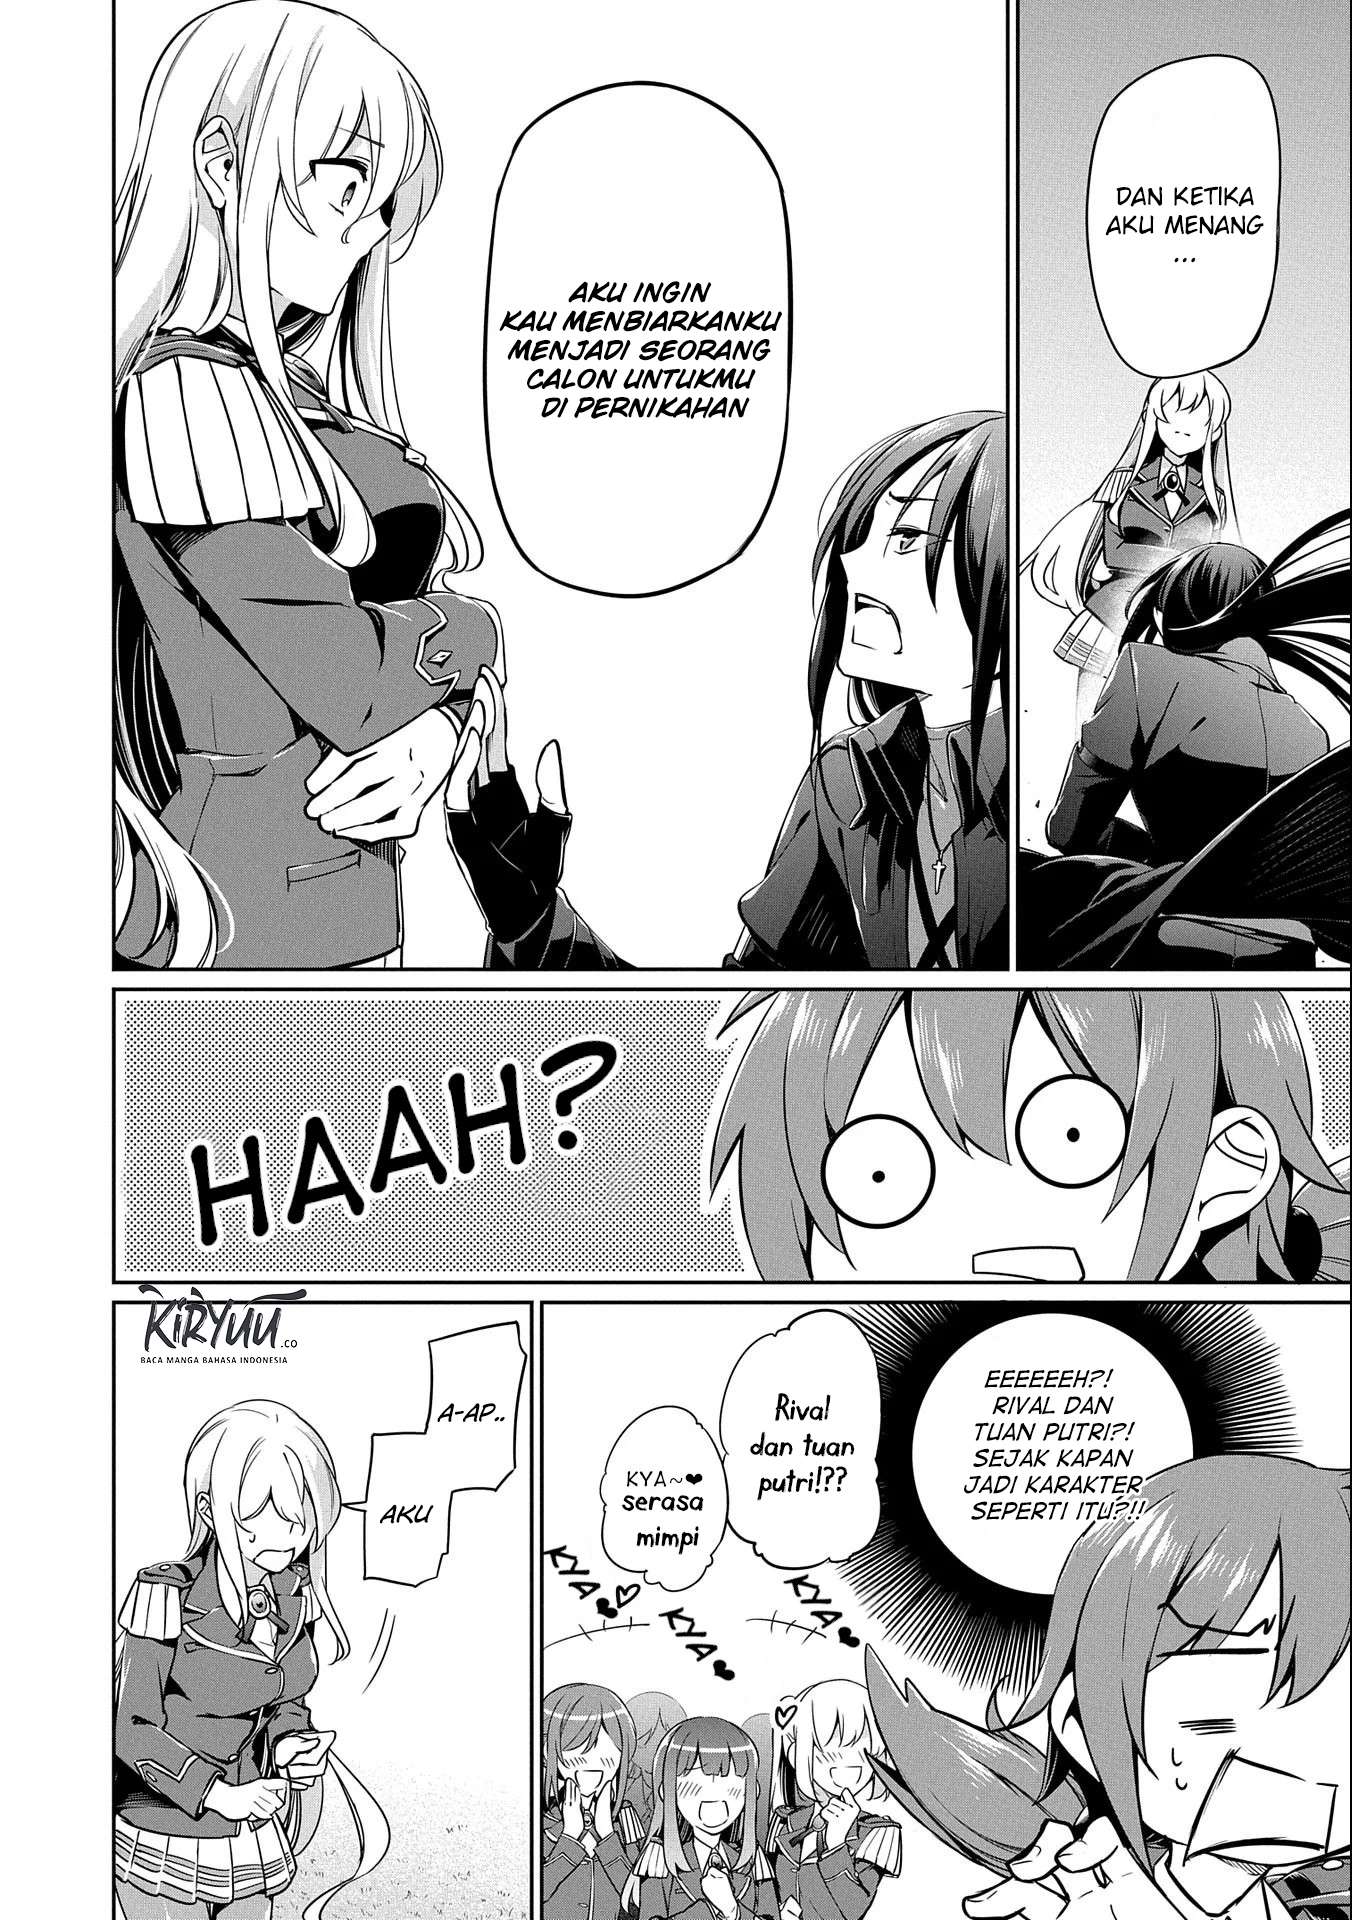 DAN KETIKA
AKU MENANG
...
AKU INGIN
KAU MENBIARKANKU
MENJADI SEORANG
CALON UNTUKMU
DI PERNIKAHAN
HAAH?
EEEEEEH?!
RIVAL DAN
TUAN PUTRI?!
SEJAK KAPAN
JADI KARAKTER
SEPERTI ITU?!!
Rival
dan tuan
putri!??
KYA~❤
serasa
mimpi
KYA❤
KYA❤
KYA❤
KIRYUU.CO
BACA MANGA BAHASA INDONESIA
A-AP..
AKU